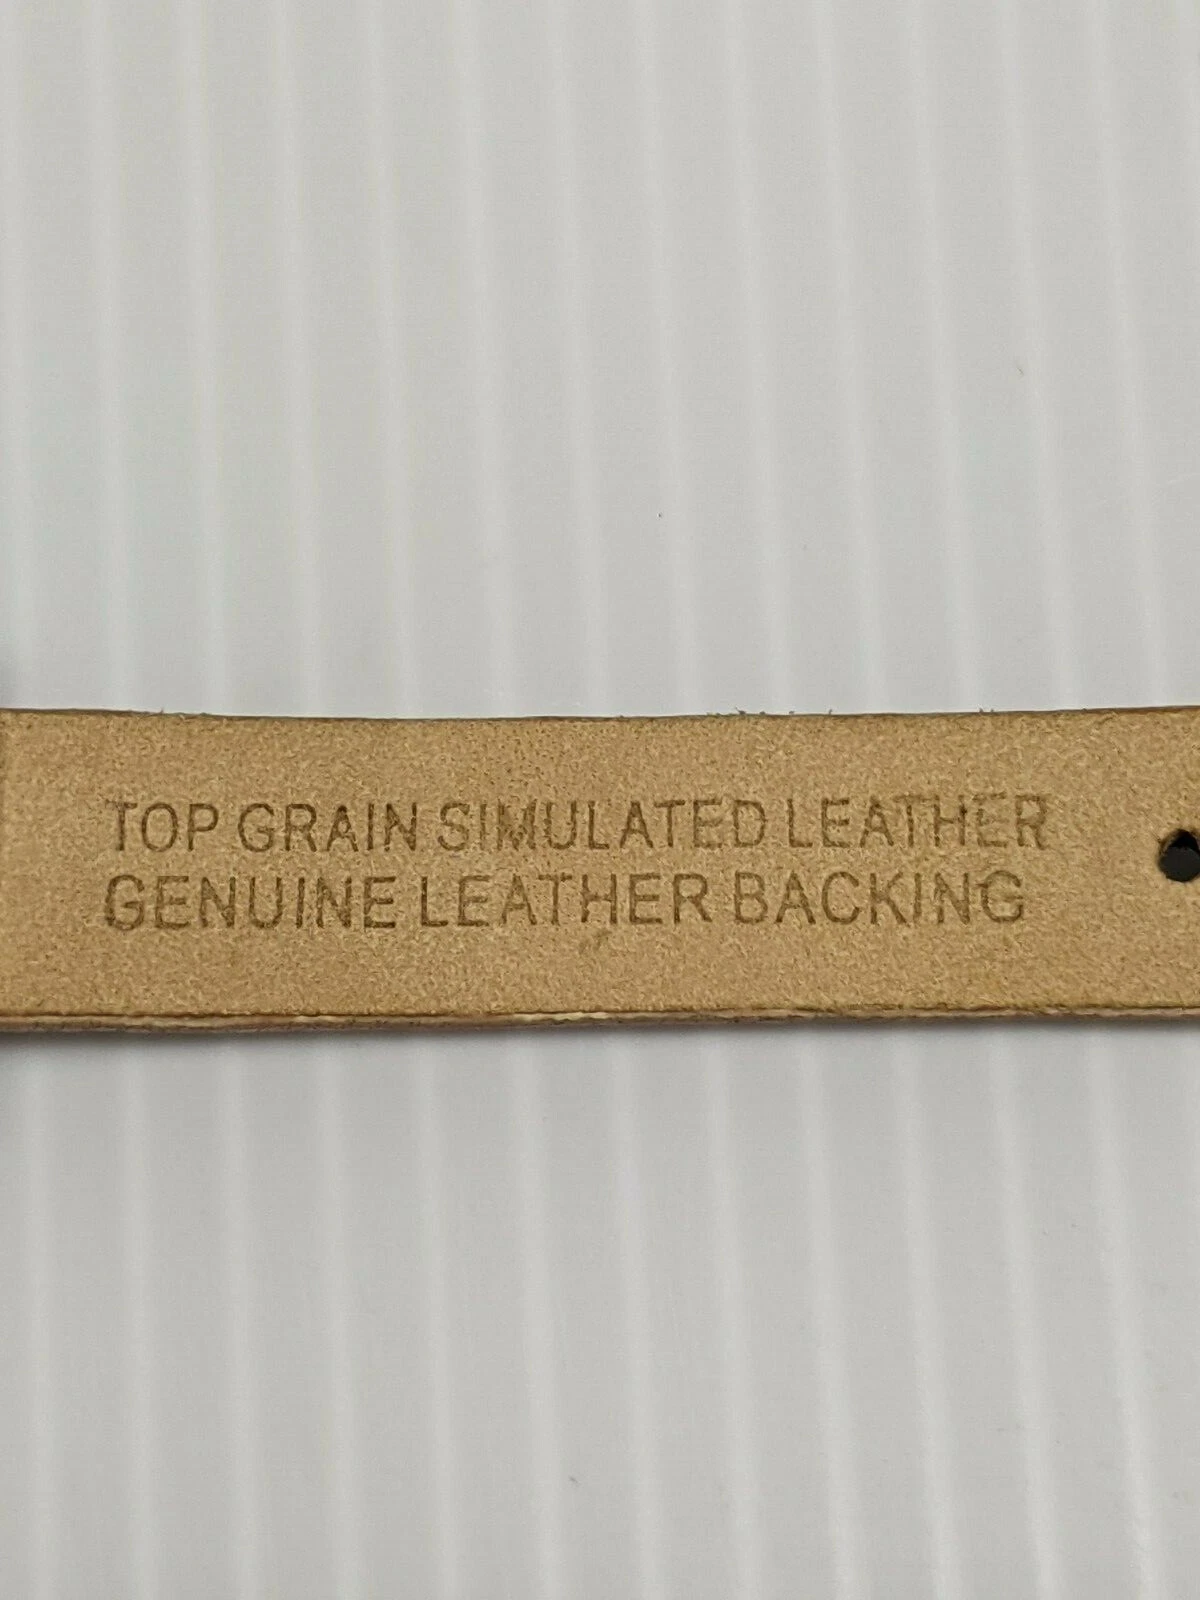 TOP GRAIN SIMULATED LEATHER
GENUINE LEATHER BACKING